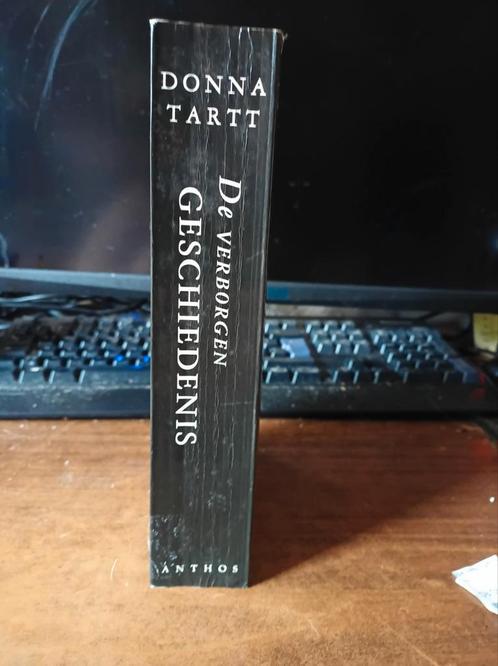 DONNA
TARTT
De VERBORGEN
GESCHIEDENIS
ANTHOS